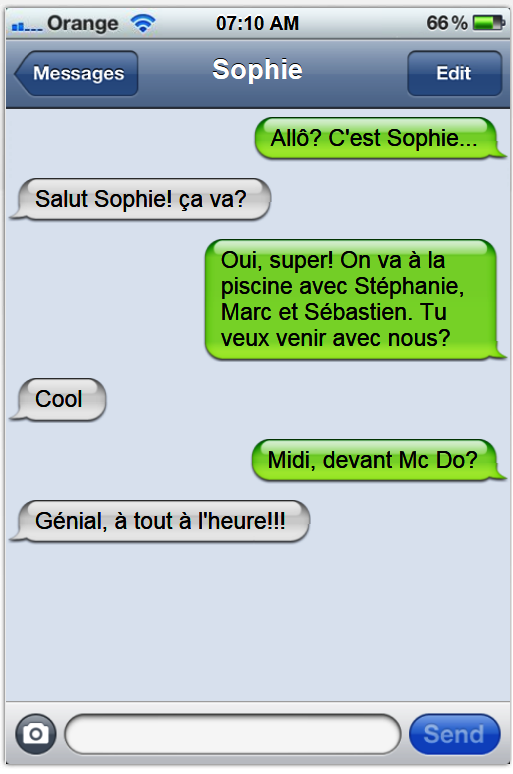 Orange 07:10 AM 66%
Messages Sophie Edit
Allô? C'est Sophie...
Salut Sophie! ça va?
Oui, super! On va à la
piscine avec Stéphanie,
Marc et Sébastien. Tu
veux venir avec nous?
Cool
Midi, devant Mc Do?
Génial, à tout à l'heure!!!
Send